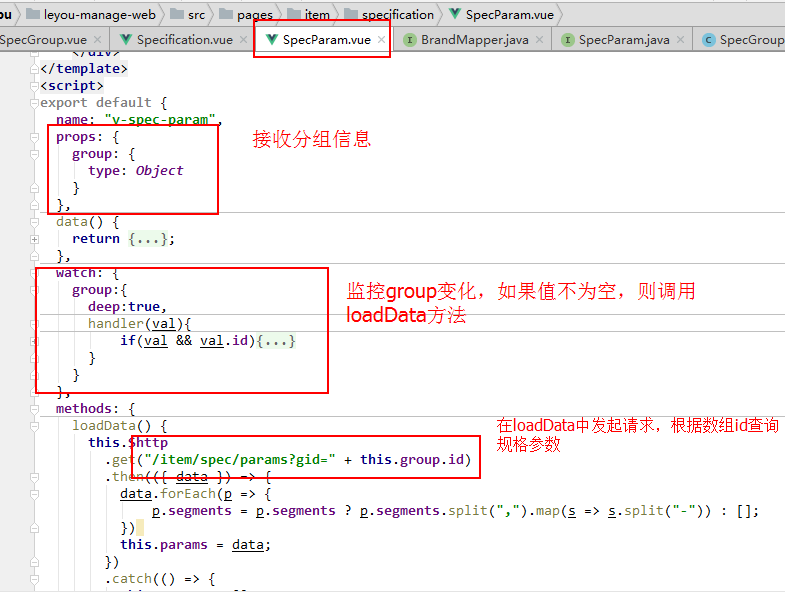 ou leyou-manage-web src pages item specification SpecParam.vue
SpecGroup.vue Specification.vue SpecParam.vue BrandMapper.java SpecParam.java SpecGroup
</div>
</template>
<script>
export default {
name: "v-spec-param",
props: {
接收分组信息
group: {
type: Object
}
},
data() {
return {...};
},
watch: {
group:{
监控group变化，如果值不为空，则调用
deep:true,
loadData方法
handler(val){
if(val && val.id){...}
}
}
},
methods: {
loadData() {
在loadData中发起请求，根据数组id查询
规格参数
this.$http
.get("/item/spec/params?gid=" + this.group.id)
.then(({ data }) => {
data.forEach(p => {
p.segments = p.segments ? p.segments.split(",").map(s => s.split("-")) : [];
})
this.params = data;
})
.catch(() => {